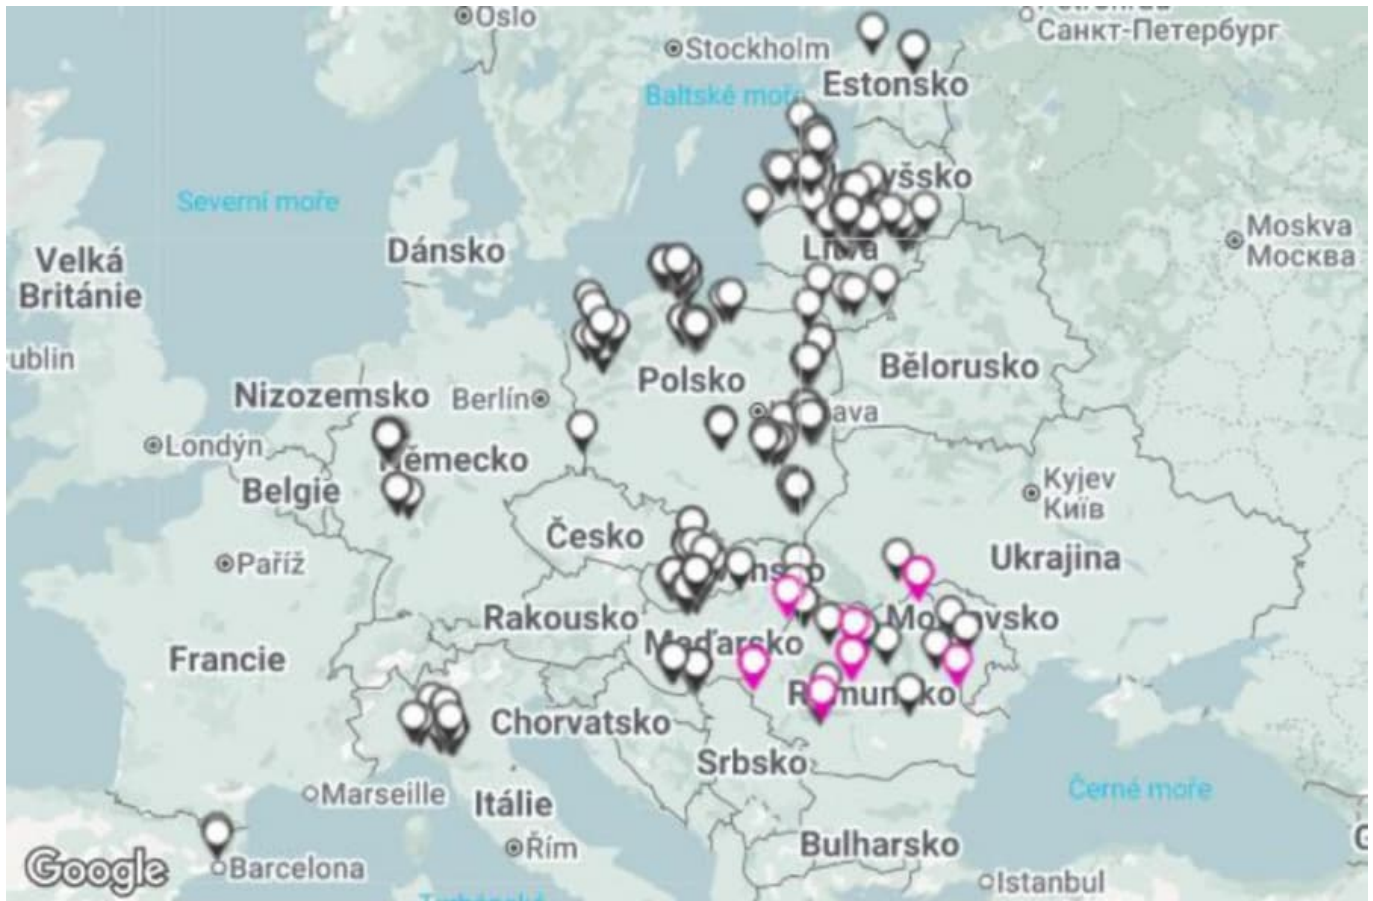 Oslo
Санкт-Петербург
Stockholm
Estonsko
Baltské moře
Severní moře
Moskva
Москва
Dánsko
Velká
Británie
Polsko
Bělorusko
Nizozemsko
Berlín
Londýn
Německo
Belgie
Kyjev
Київ
Česko
Paříž
Ukrajina
Rakousko
Maďarsko
Francie
Chorvatsko
Srbsko
Marseille
Itálie
Černé moře
Řím
Bulharsko
Google
Barcelona
Istanbul